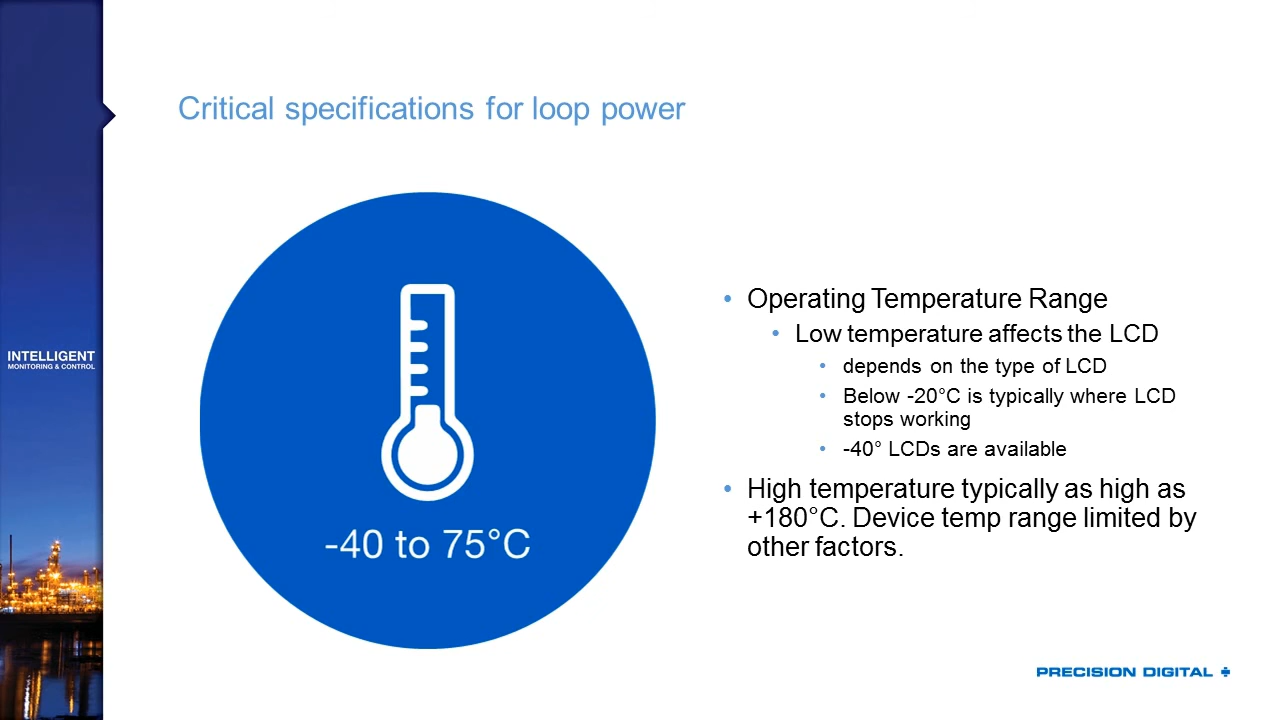 Critical specifications for loop power
INTELLIGENT
MONITORING & CONTROL
-40 to 75°C
• Operating Temperature Range
• Low temperature affects the LCD
• depends on the type of LCD
• Below -20°C is typically where LCD
stops working
• -40° LCDs are available
• High temperature typically as high as
+180°C. Device temp range limited by
other factors.
PRECISION DIGITAL